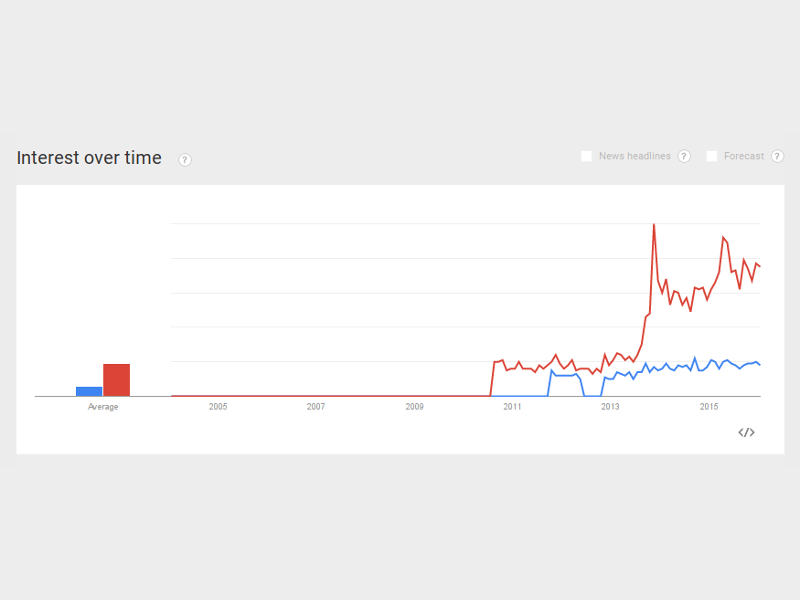 Interest over time ?
News headlines ? Forecast ?
Average 2005 2007 2009 2011 2013 2015
</>